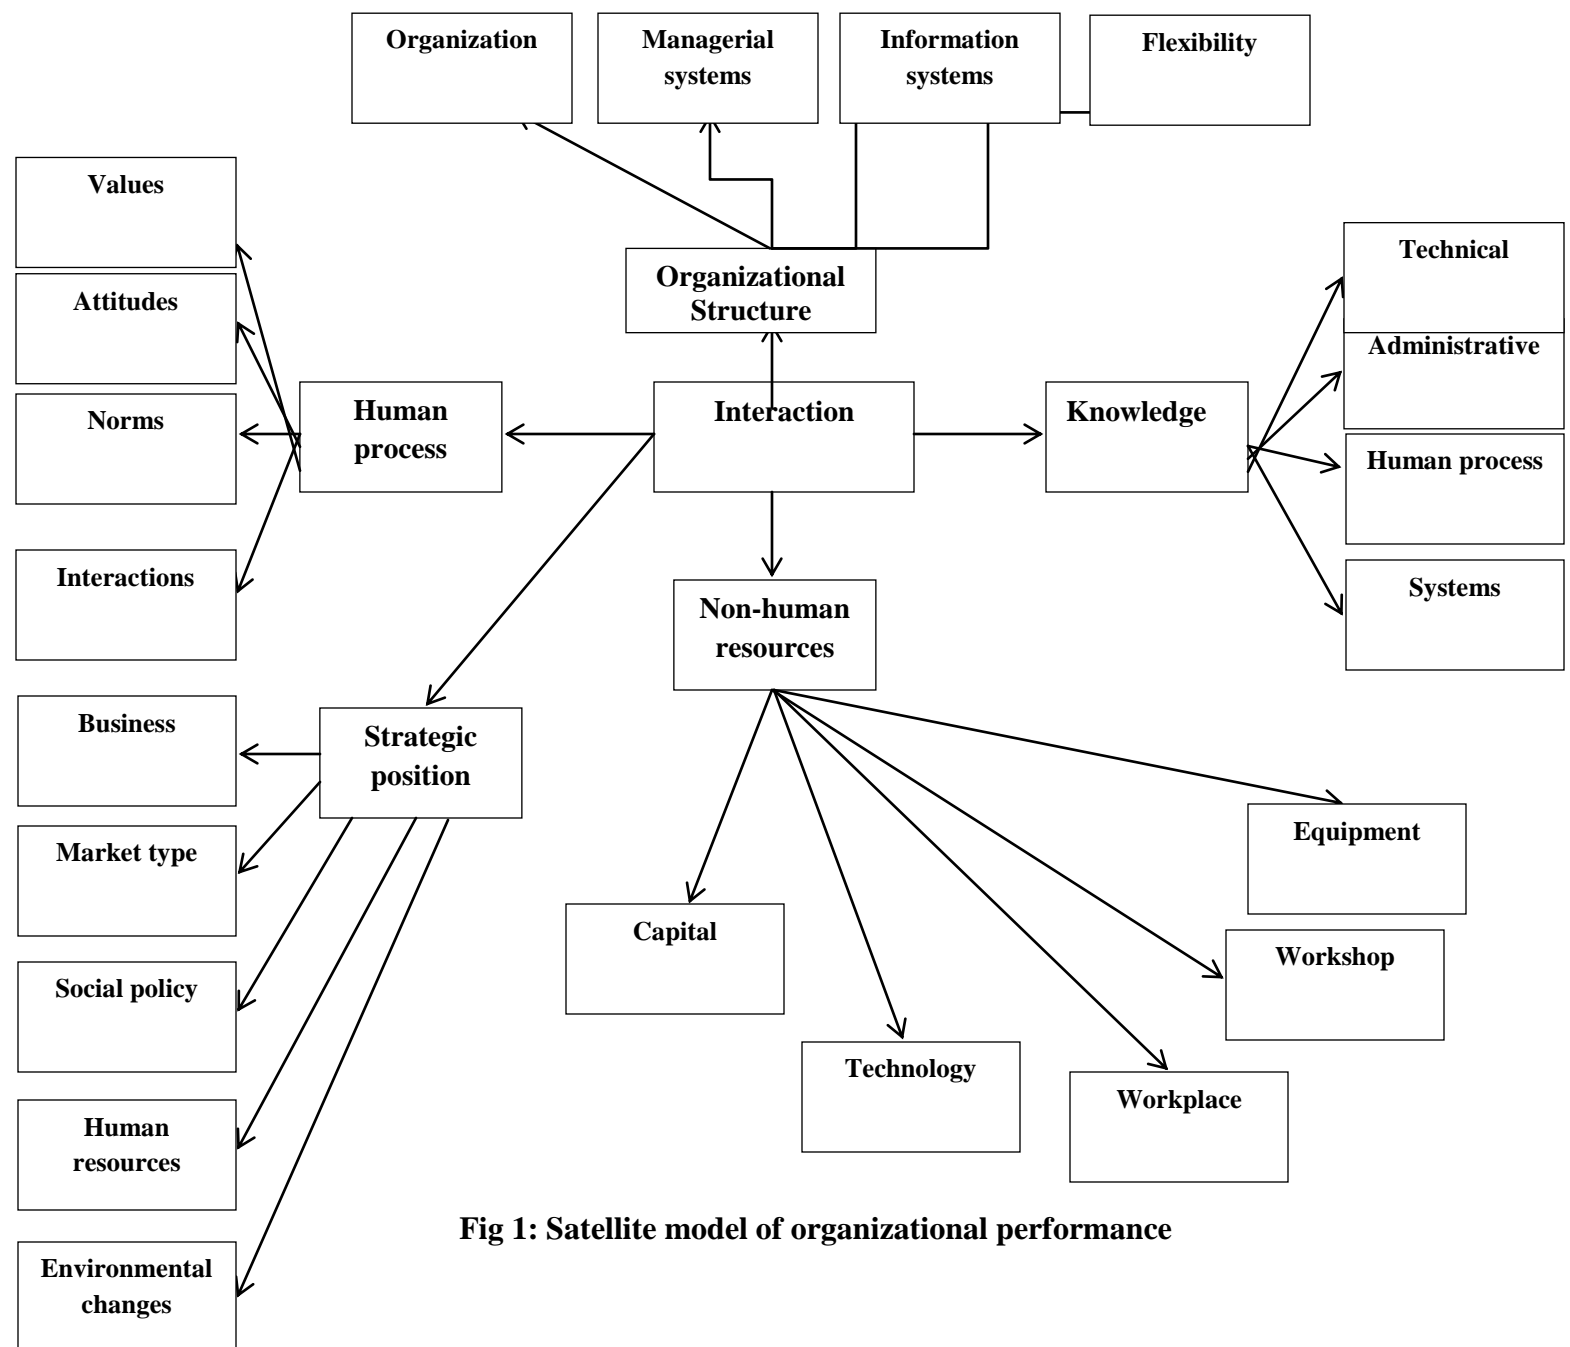 Organization
Managerial
systems
Information
systems
Flexibility
Values
Attitudes
Norms
Interactions
Organizational
Structure
Human
process
Interaction
Knowledge
Technical
Administrative
Human process
Systems
Non-human
resources
Strategic
position
Business
Market type
Social policy
Human
resources
Environmental
changes
Capital
Technology
Workplace
Workshop
Equipment
Fig 1: Satellite model of organizational performance